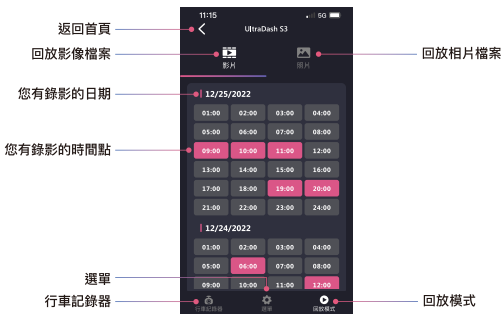 返回首頁
回放影像檔案
您有錄影的日期
您有錄影的時間點
選單
行車記錄器
11:15
5G
UltraDash S3
影片
照片
12/25/2022
01:00 02:00 03:00 04:00
05:00 06:00 07:00 08:00
09:00 10:00 11:00 12:00
13:00 14:00 15:00 16:00
17:00 18:00 19:00 20:00
21:00 22:00 23:00 24:00
12/24/2022
01:00 02:00 03:00 04:00
05:00 06:00 07:00 08:00
09:00 10:00 11:00 12:00
行車記錄器
選單
回放模式
回放相片檔案
回放模式